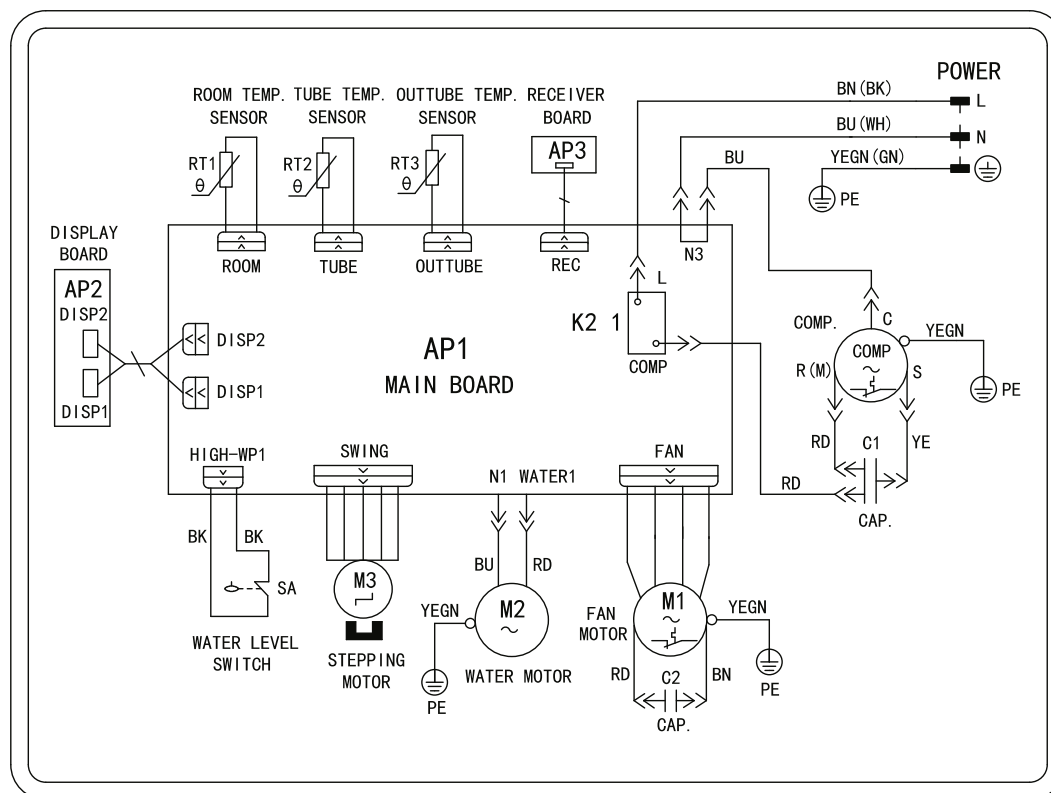 POWER
BN(BK)
L
ROOM TEMP. TUBE TEMP. OUTTUBE TEMP. RECEIVER
SENSOR SENSOR SENSOR BOARD
BU(WH)
N
AP3
BU
YEGN(GN)
RT1
θ
RT2
θ
RT3
θ
PE
DISPLAY
BOARD
N3
ROOM
TUBE
OUTTUBE
REC
L
AP2
DISP2
K2 1
COMP
C
COMP.
YEGN
DISP2
AP1
MAIN BOARD
COMP
~
R(M)
S
PE
DISP1
DISP1
RD
C1
YE
HIGH-WP1
SWING
N1 WATER1
FAN
RD
CAP.
BK
BK
BU
RD
SA
M3
M2
~
M1
~
YEGN
YEGN
FAN
MOTOR
WATER LEVEL
SWITCH
STEPPING
MOTOR
WATER MOTOR
PE
RD
C2
BN
PE
CAP.